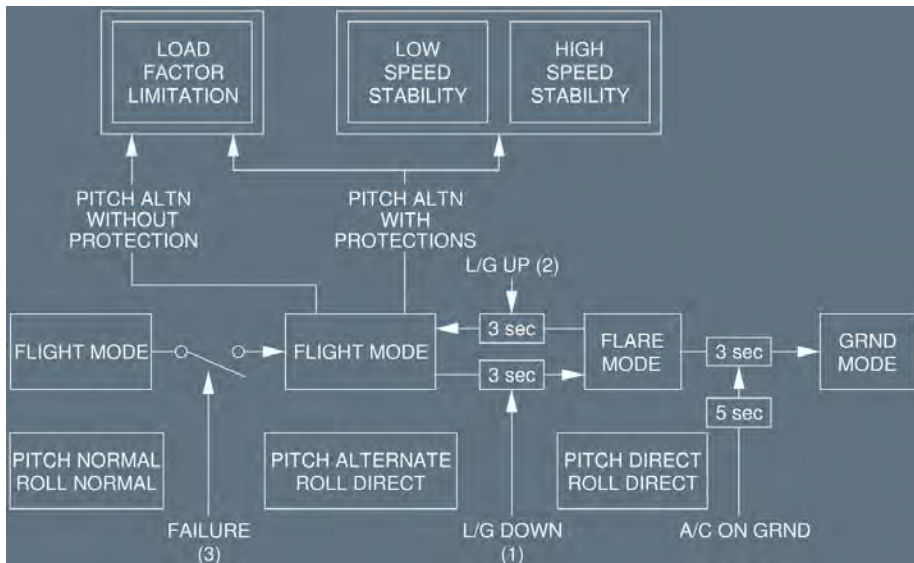 LOAD
FACTOR
LIMITATION
LOW
SPEED
STABILITY
HIGH
SPEED
STABILITY
PITCH ALTN
WITHOUT
PROTECTION
PITCH ALTN
WITH
PROTECTIONS
L/G UP (2)
FLIGHT MODE
FLIGHT MODE
3 sec
3 sec
FLARE
MODE
3 sec
5 sec
GRND
MODE
PITCH NORMAL
ROLL NORMAL
PITCH ALTERNATE
ROLL DIRECT
PITCH DIRECT
ROLL DIRECT
FAILURE
(3)
L/G DOWN
(1)
A/C ON GRND